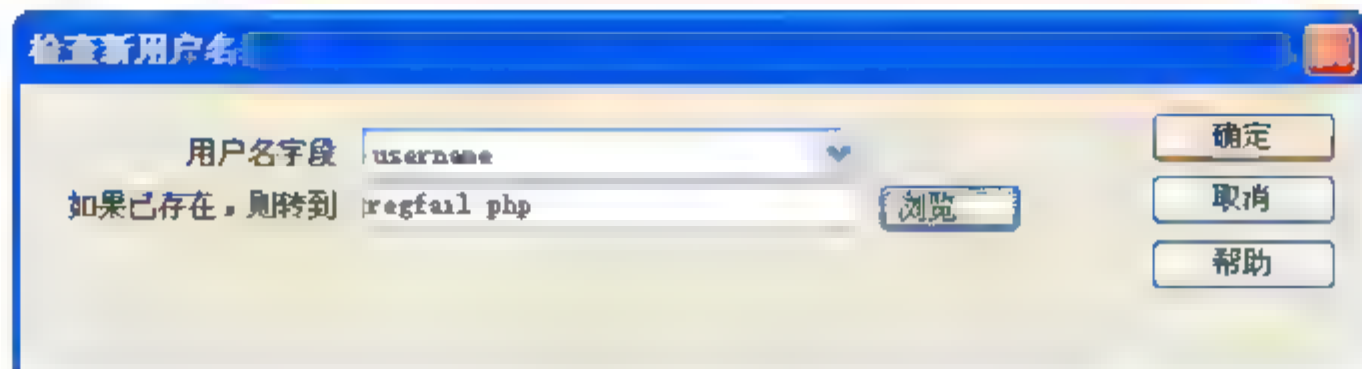 检查新用户名
用户名字段 username 确定
如果已存在，则转到 regfail php 浏览 取消
帮助